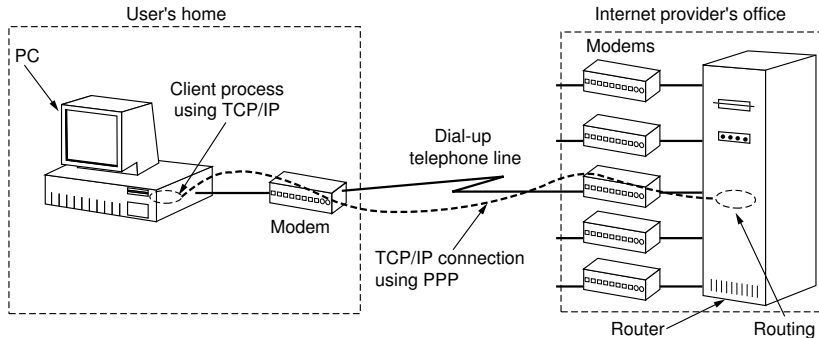 User's home
Internet provider's office
PC
Modems
Client process
using TCP/IP
Dial-up
telephone line
Modem
TCP/IP connection
using PPP
Router
Routing